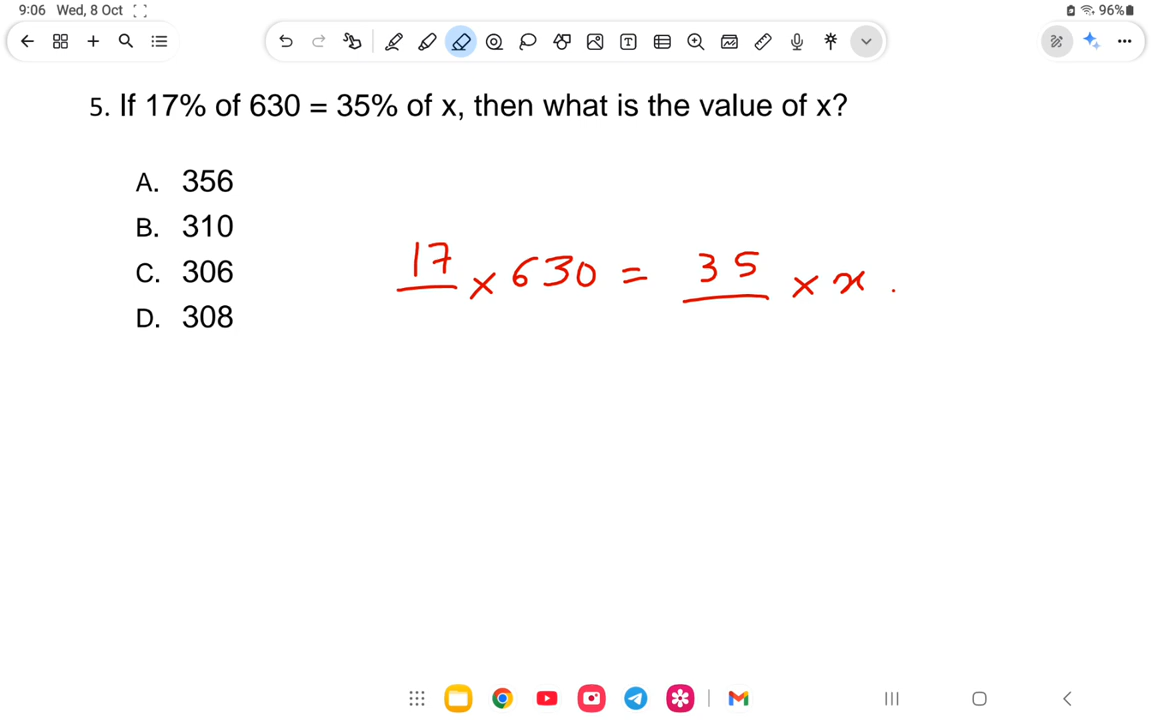 9:06 Wed, 8 Oct 96%
5. If 17% of 630 = 35% of x, then what is the value of x?
A. 356
B. 310
C. 306
D. 308
17 × 630 = 35 × x .